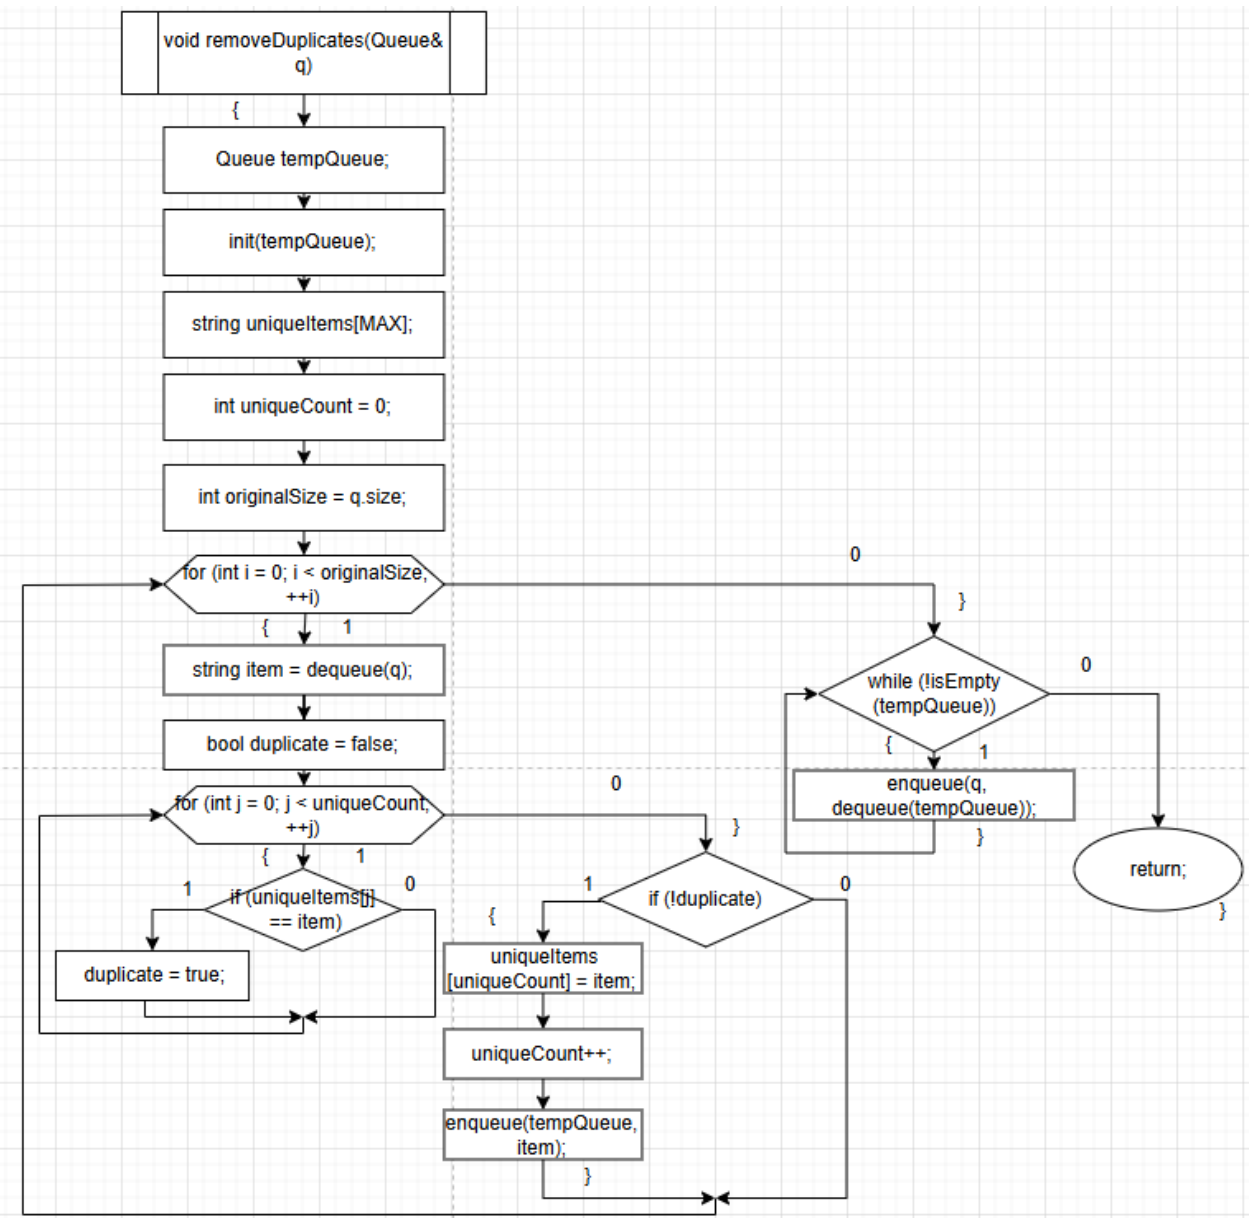 void removeDuplicates(Queue&
q)
{
Queue tempQueue;
init(tempQueue);
string uniqueItems[MAX];
int uniqueCount = 0;
int originalSize = q.size;
for (int i = 0; i < originalSize;
++i)
0
}
{
1
string item = dequeue(q);
bool duplicate = false;
for (int j = 0; j < uniqueCount;
++j)
0
}
{
1
if (uniqueItems[j]
== item)
1
0
duplicate = true;
if (!duplicate)
1
0
{
uniqueItems
[uniqueCount] = item;
uniqueCount++;
enqueue(tempQueue,
item);
}
while (!isEmpty
(tempQueue))
0
{
1
enqueue(q,
dequeue(tempQueue));
}
return;
}